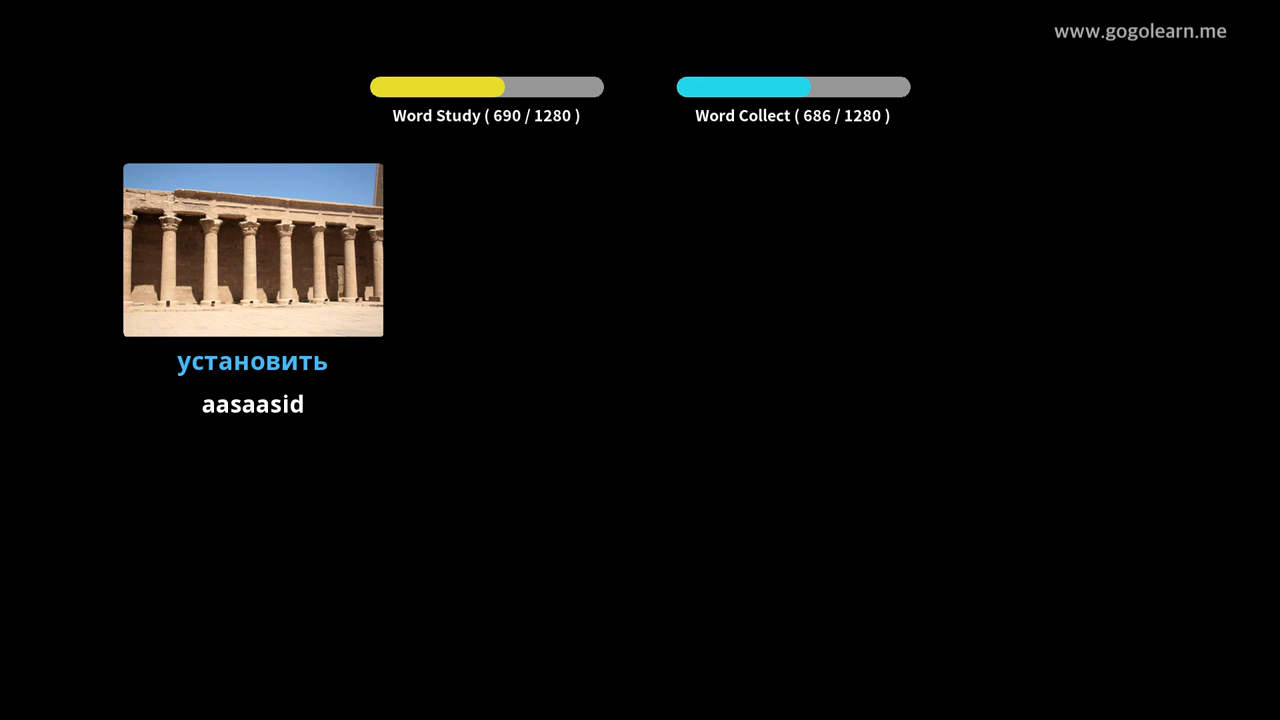 www.gogolearn.me
Word Study ( 690 / 1280 )
Word Collect ( 686 / 1280 )
установить
aasaasid